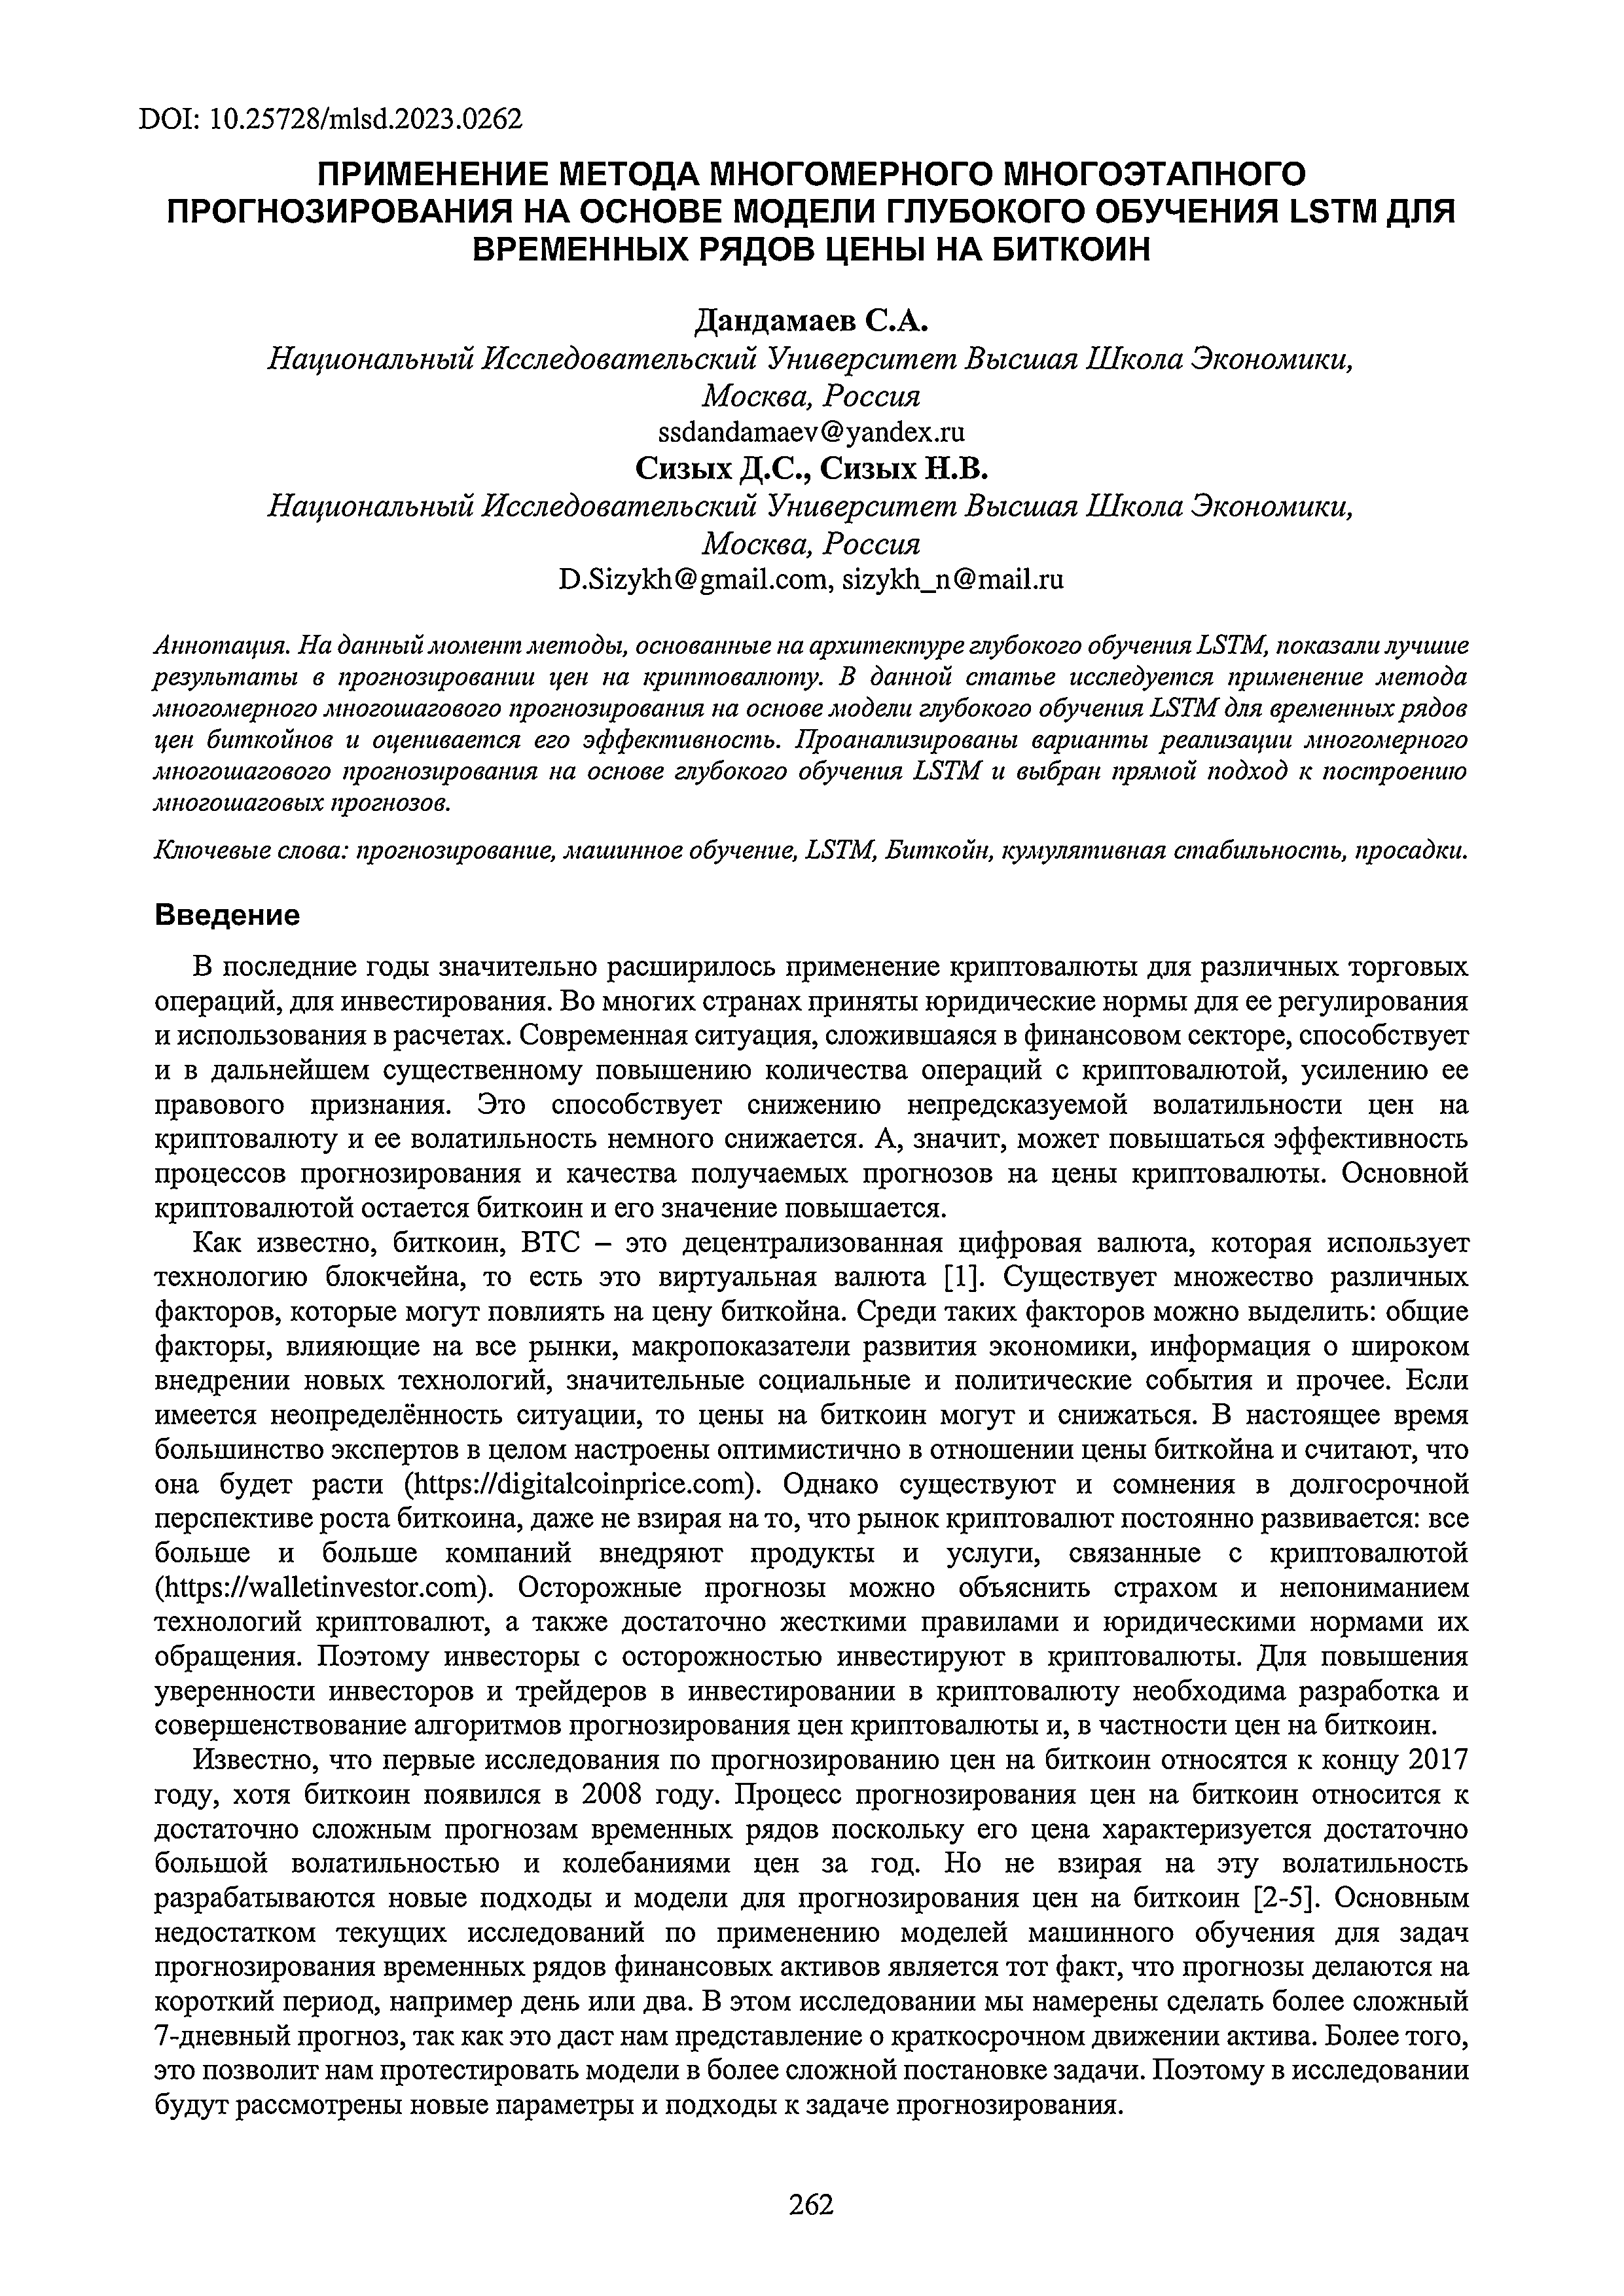 DOI: 10.25728/mlsd.2023.0262
ПРИМЕНЕНИЕ МЕТОДА МНОГОМЕРНОГО МНОГОЭТАПНОГО
ПРОГНОЗИРОВАНИЯ НА ОСНОВЕ МОДЕЛИ ГЛУБОКОГО ОБУЧЕНИЯ LSTM ДЛЯ
ВРЕМЕННЫХ РЯДОВ ЦЕНЫ НА БИТКОИН
Дандамаев С.А.
Национальный Исследовательский Университет Высшая Школа Экономики,
Москва, Россия
ssdandamaev@yandex.ru
Сизых Д.С., Сизых Н.В.
Национальный Исследовательский Университет Высшая Школа Экономики,
Москва, Россия
D.Sizykh@gmail.com, sizykh_n@mail.ru
Аннотация. На данный момент методы, основанные на архитектуре глубокого обучения LSTM, показали лучшие
результаты в прогнозировании цен на криптовалюту. В данной статье исследуется применение метода
многомерного многошагового прогнозирования на основе модели глубокого обучения LSTM для временных рядов
цен биткойнов и оценивается его эффективность. Проанализированы варианты реализации многомерного
многошагового прогнозирования на основе глубокого обучения LSTM и выбран прямой подход к построению
многошаговых прогнозов.
Ключевые слова: прогнозирование, машинное обучение, LSTM, Биткойн, кумулятивная стабильность, просадки.
Введение
В последние годы значительно расширилось применение криптовалюты для различных торговых
операций, для инвестирования. Во многих странах приняты юридические нормы для ее регулирования
и использования в расчетах. Современная ситуация, сложившаяся в финансовом секторе, способствует
и в дальнейшем существенному повышению количества операций с криптовалютой, усилению ее
правового признания. Это способствует снижению непредсказуемой волатильности цен на
криптовалюту и ее волатильность немного снижается. А, значит, может повышаться эффективность
процессов прогнозирования и качества получаемых прогнозов на цены криптовалюты. Основной
криптовалютой остается биткоин и его значение повышается.
Как известно, биткоин, BTC – это децентрализованная цифровая валюта, которая использует
технологию блокчейна, то есть это виртуальная валюта [1]. Существует множество различных
факторов, которые могут повлиять на цену биткойна. Среди таких факторов можно выделить: общие
факторы, влияющие на все рынки, макропоказатели развития экономики, информация о широком
внедрении новых технологий, значительные социальные и политические события и прочее. Если
имеется неопределённость ситуации, то цены на биткоин могут и снижаться. В настоящее время
большинство экспертов в целом настроены оптимистично в отношении цены биткойна и считают, что
она будет расти (https://digitalcoinprice.com). Однако существуют и сомнения в долгосрочной
перспективе роста биткоина, даже не взирая на то, что рынок криптовалют постоянно развивается: все
больше и больше компаний внедряют продукты и услуги, связанные с криптовалютой
(https://walletinvestor.com). Осторожные прогнозы можно объяснить страхом и непониманием
технологий криптовалют, а также достаточно жесткими правилами и юридическими нормами их
обращения. Поэтому инвесторы с осторожностью инвестируют в криптовалюты. Для повышения
уверенности инвесторов и трейдеров в инвестировании в криптовалюту необходима разработка и
совершенствование алгоритмов прогнозирования цен криптовалюты и, в частности цен на биткоин.
Известно, что первые исследования по прогнозированию цен на биткоин относятся к концу 2017
году, хотя биткоин появился в 2008 году. Процесс прогнозирования цен на биткоин относится к
достаточно сложным прогнозам временных рядов поскольку его цена характеризуется достаточно
большой волатильностью и колебаниями цен за год. Но не взирая на эту волатильность
разрабатываются новые подходы и модели для прогнозирования цен на биткоин [2-5]. Основным
недостатком текущих исследований по применению моделей машинного обучения для задач
прогнозирования временных рядов финансовых активов является тот факт, что прогнозы делаются на
короткий период, например день или два. В этом исследовании мы намерены сделать более сложный
7-дневный прогноз, так как это даст нам представление о краткосрочном движении актива. Более того,
это позволит нам протестировать модели в более сложной постановке задачи. Поэтому в исследовании
будут рассмотрены новые параметры и подходы к задаче прогнозирования.
262